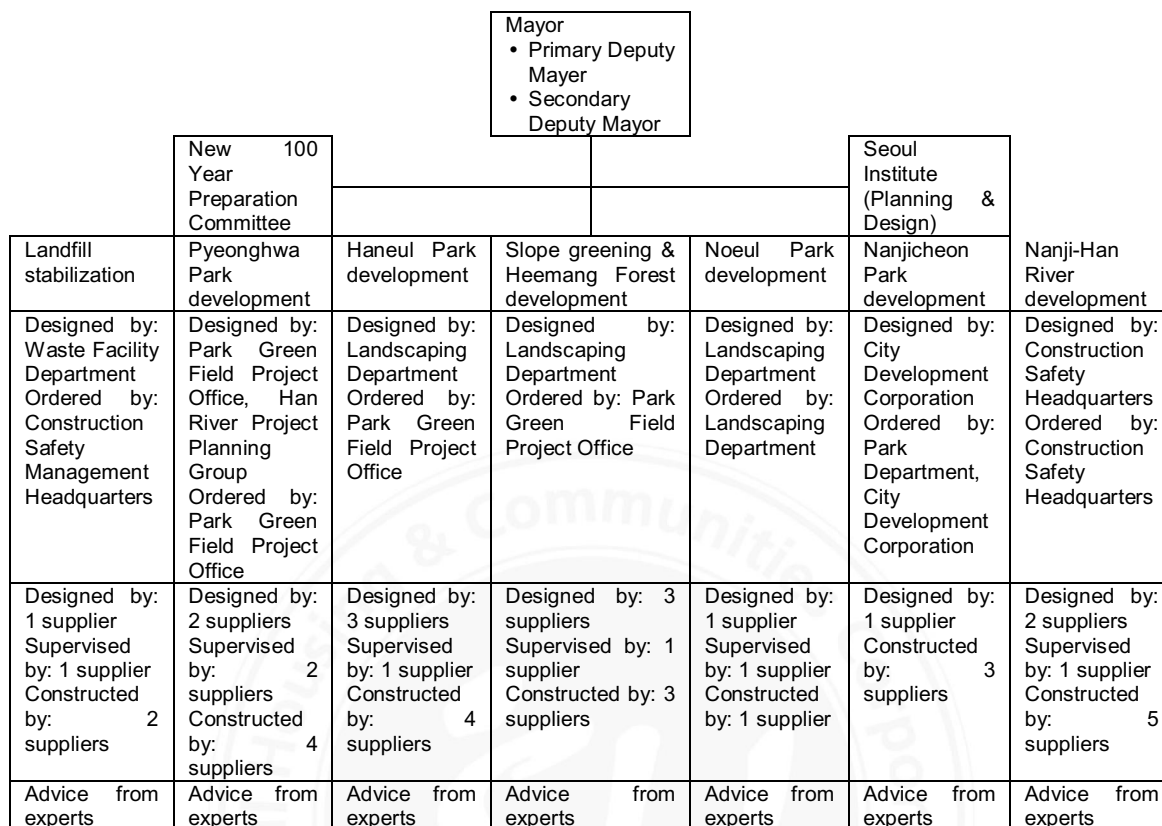 Mayor
• Primary Deputy
Mayer
• Secondary
Deputy Mayor
New 100
Year
Preparation
Committee
Seoul
Institute
(Planning &
Design)
Landfill
stabilization
Pyeonghwa
Park
development
Haneul Park
development
Slope greening &
Heemang Forest
development
Noeul Park
development
Nanjicheon
Park
development
Nanji-Han
River
development
Designed by:
Waste Facility
Department
Ordered by:
Construction
Safety
Management
Headquarters
Designed by:
Park Green
Field Project
Office, Han
River Project
Planning
Group
Ordered by:
Park Green
Field Project
Office
Designed by:
Landscaping
Department
Ordered by:
Park Green
Field Project
Office
Designed by:
Landscaping
Department
Ordered by: Park
Green Field
Project Office
Designed by:
Landscaping
Department
Ordered by:
Landscaping
Department
Designed by:
City
Development
Corporation
Ordered by:
Park
Department,
City
Development
Corporation
Designed by:
Construction
Safety
Headquarters
Ordered by:
Construction
Safety
Headquarters
Designed by:
1 supplier
Supervised
by: 1 supplier
Constructed
by: 2
suppliers
Designed by:
2 suppliers
Supervised
by: 2
suppliers
Constructed
by: 4
suppliers
Designed by:
3 suppliers
Supervised
by: 1 supplier
Constructed
by: 4
suppliers
Designed by: 3
suppliers
Supervised by: 1
supplier
Constructed by: 3
suppliers
Designed by:
1 supplier
Supervised
by: 1 supplier
Constructed
by: 1 supplier
Designed by:
1 supplier
Constructed
by: 3
suppliers
Designed by:
2 suppliers
Supervised
by: 1 supplier
Constructed
by: 5
suppliers
Advice from
experts
Advice from
experts
Advice from
experts
Advice from
experts
Advice from
experts
Advice from
experts
Advice from
experts
Housing & Communities